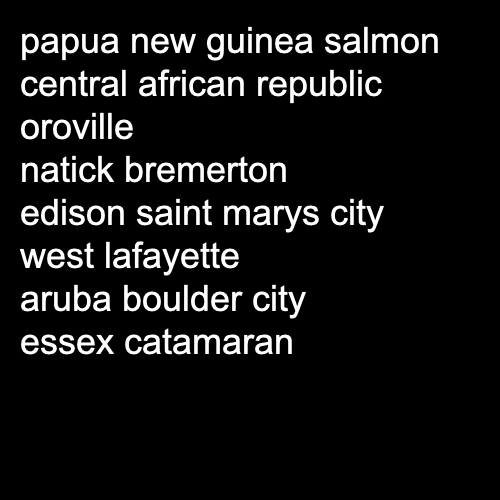 papua new guinea salmon
central african republic
oroville
natick bremerton
edison saint marys city
west lafayette
aruba boulder city
essex catamaran